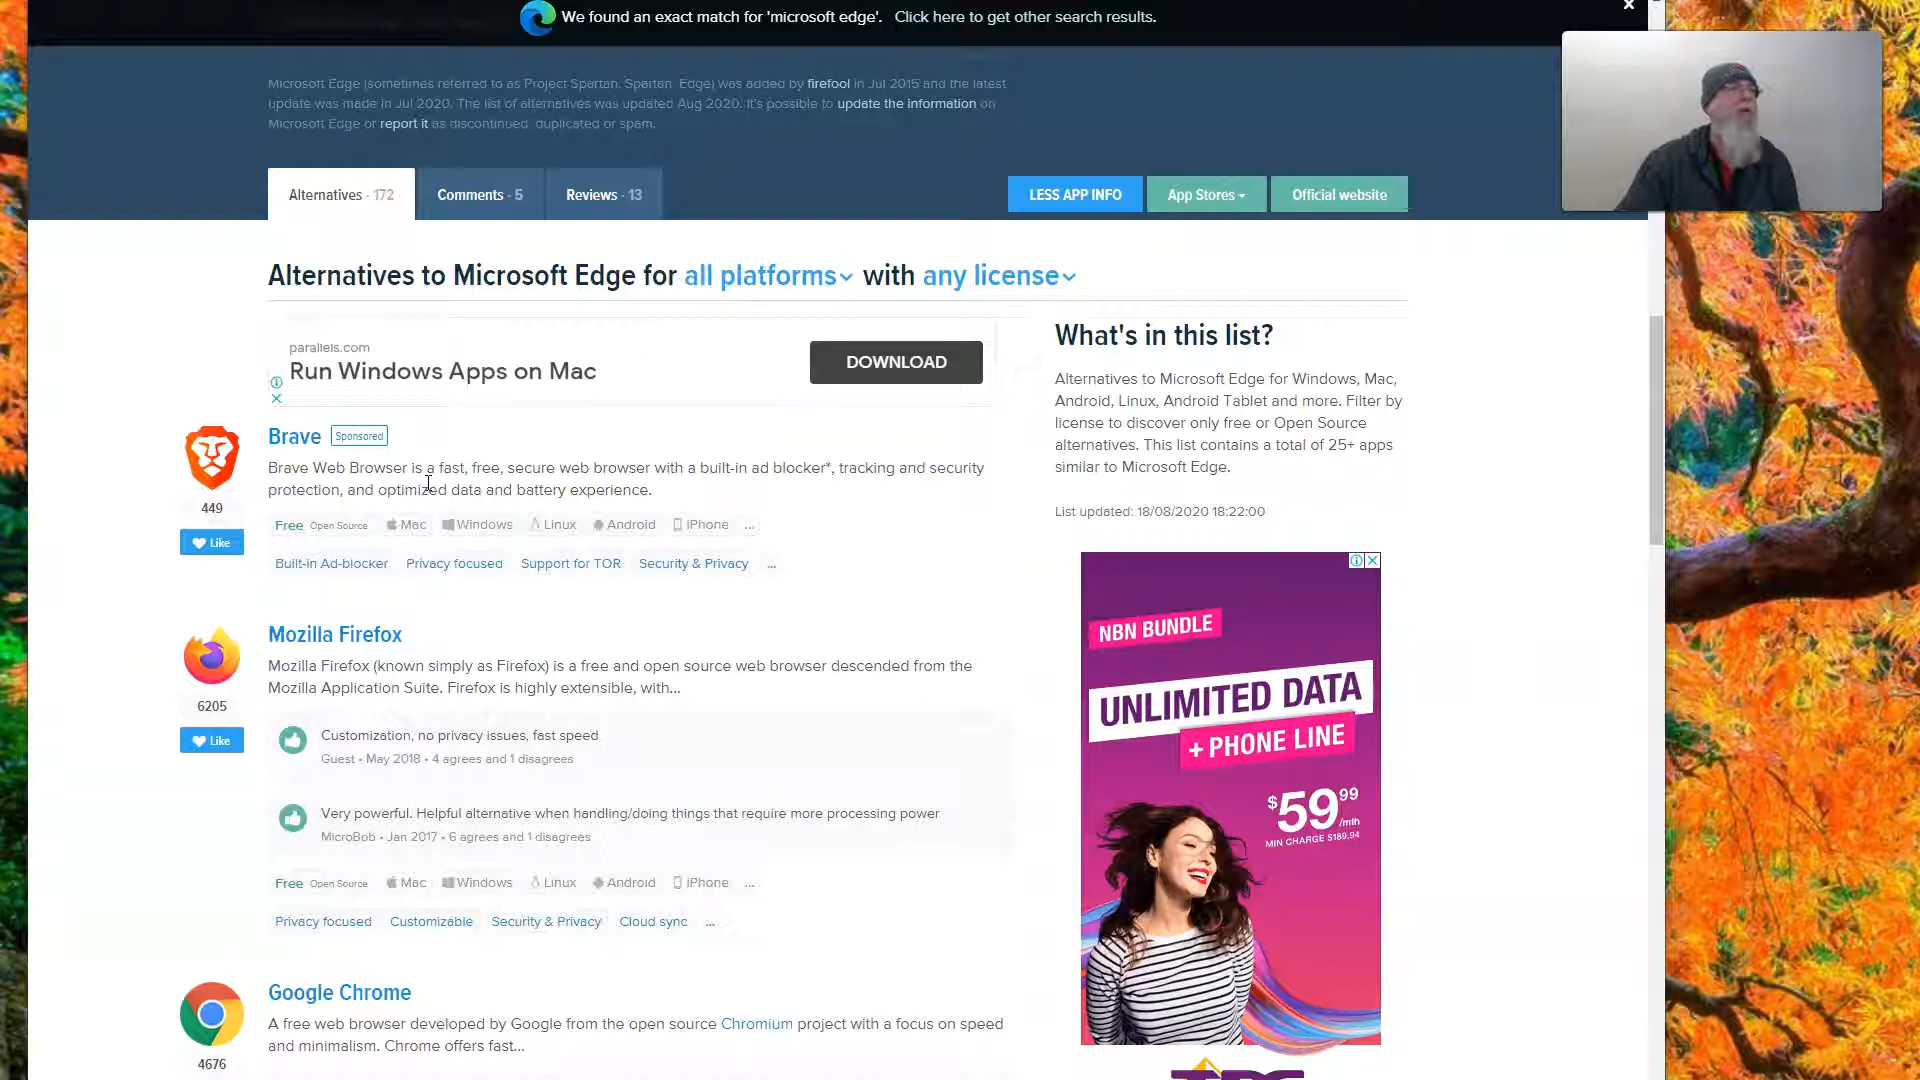 We found an exact match for 'microsoft edge'. Click here to get other search results.
Microsoft Edge (sometimes referred to as Project Spartan, Spartan, Edge) was added by firefool in Jul 2015 and the latest
update was made in Jul 2020. The list of alternatives was updated Aug 2020. It's possible to update the information on
Microsoft Edge or report it as discontinued, duplicated or spam.
Alternatives - 172
Comments - 5
Reviews - 13
LESS APP INFO
App Stores
Official website
Alternatives to Microsoft Edge for all platforms with any license
parallels.com
Run Windows Apps on Mac
DOWNLOAD
Brave Sponsored
Brave Web Browser is a fast, free, secure web browser with a built-in ad blocker*, tracking and security
protection, and optimized data and battery experience.
449
Like
Free Open Source Mac Windows Linux Android iPhone ...
Built-in Ad-blocker Privacy focused Support for TOR Security & Privacy ...
Mozilla Firefox
Mozilla Firefox (known simply as Firefox) is a free and open source web browser descended from the
Mozilla Application Suite. Firefox is highly extensible, with...
6205
Like
Customization, no privacy issues, fast speed
Guest • May 2018 • 4 agrees and 1 disagrees
Very powerful. Helpful alternative when handling/doing things that require more processing power
MicroBob • Jan 2017 • 6 agrees and 1 disagrees
Free Open Source Mac Windows Linux Android iPhone ...
Privacy focused Customizable Security & Privacy Cloud sync ...
Google Chrome
A free web browser developed by Google from the open source Chromium project with a focus on speed
and minimalism. Chrome offers fast...
4676
What's in this list?
Alternatives to Microsoft Edge for Windows, Mac,
Android, Linux, Android Tablet and more. Filter by
license to discover only free or Open Source
alternatives. This list contains a total of 25+ apps
similar to Microsoft Edge.
List updated: 18/08/2020 18:22:00
NBN BUNDLE
UNLIMITED DATA
+ PHONE LINE
$59.99
/mth
MIN CHARGE $189.94